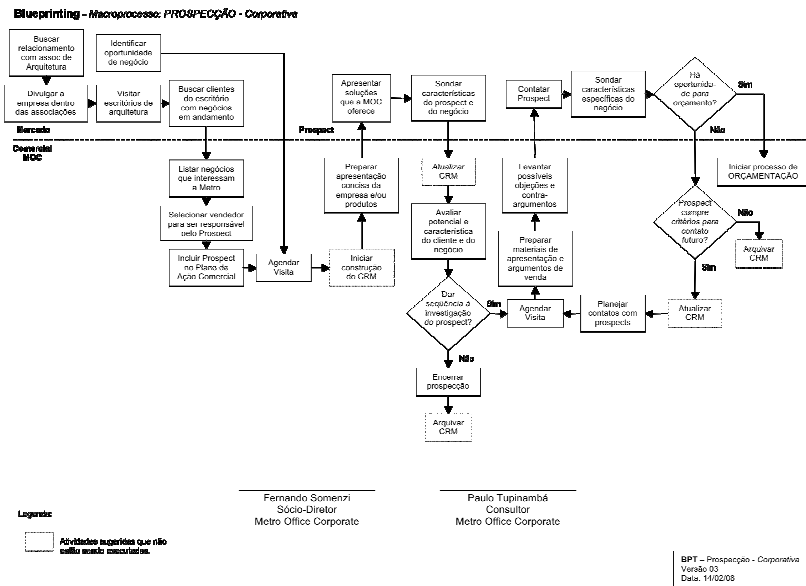 Blueprinting – Macroprocesso: PROSPECÇÃO - Corporativa
Buscar
relacionamento
com assoc de
Arquitetura
Identificar
oportunidade
de negócio
Divulgar a
empresa dentro
das associações
Visitar
escritórios de
arquitetura
Buscar clientes
do escritório
com negócios
em andamento
Apresentar
soluções
que a MOC
oferece
Sondar
característicias
do prospect e
do negócio
Contatar
Prospect
Sondar
características
específicas do
negócio
Há
oportunida-
de para
orçamento?
Sim
Não
Mercado
Prospect
Comercial
MOC
Listar negócios
que interessam
a Metro
Selecionar vendedor
para ser responsável
pelo Prospect
Incluir Prospect
no Plano de
Ação Comercial
Agendar
Visita
Iniciar
construção
do CRM
Preparar
apresentação
concisa da
empresa e/ou
produtos
Atualizar
CRM
Avaliar
potencial e
característica
do cliente e do
negócio
Dar
seqüência à
investigação
do prospect?
Sim
Não
Encerrar
prospecção
Arquivar
CRM
Levantar
possíveis
objeções e
contra-
argumentos
Preparar
materiais de
apresentação e
argumentos de
venda
Agendar
Visita
Planejar
contatos com
prospects
Atualizar
CRM
Iniciar processo de
ORÇAMENTAÇÃO
Prospect
cumpre
critérios para
contato
futuro?
Não
Sim
Arquivar
CRM
Fernando Somenzi
Sócio-Diretor
Metro Office Corporate
Paulo Tupinambá
Consultor
Metro Office Corporate
Legenda:
Atividades sugeridas que não
estão sendo executadas.
BPT – Prospecção - Corporativa
Versão 03
Data: 14/02/08